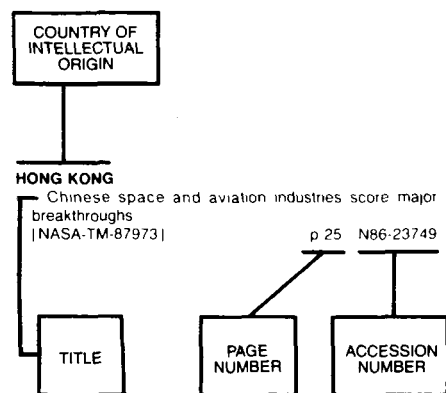 COUNTRY OF
INTELLECTUAL
ORIGIN
HONG KONG
Chinese space and aviation industries score major
breakthroughs
[NASA-TM-87973]
p 25 N86-23749
TITLE
PAGE
NUMBER
ACCESSION
NUMBER